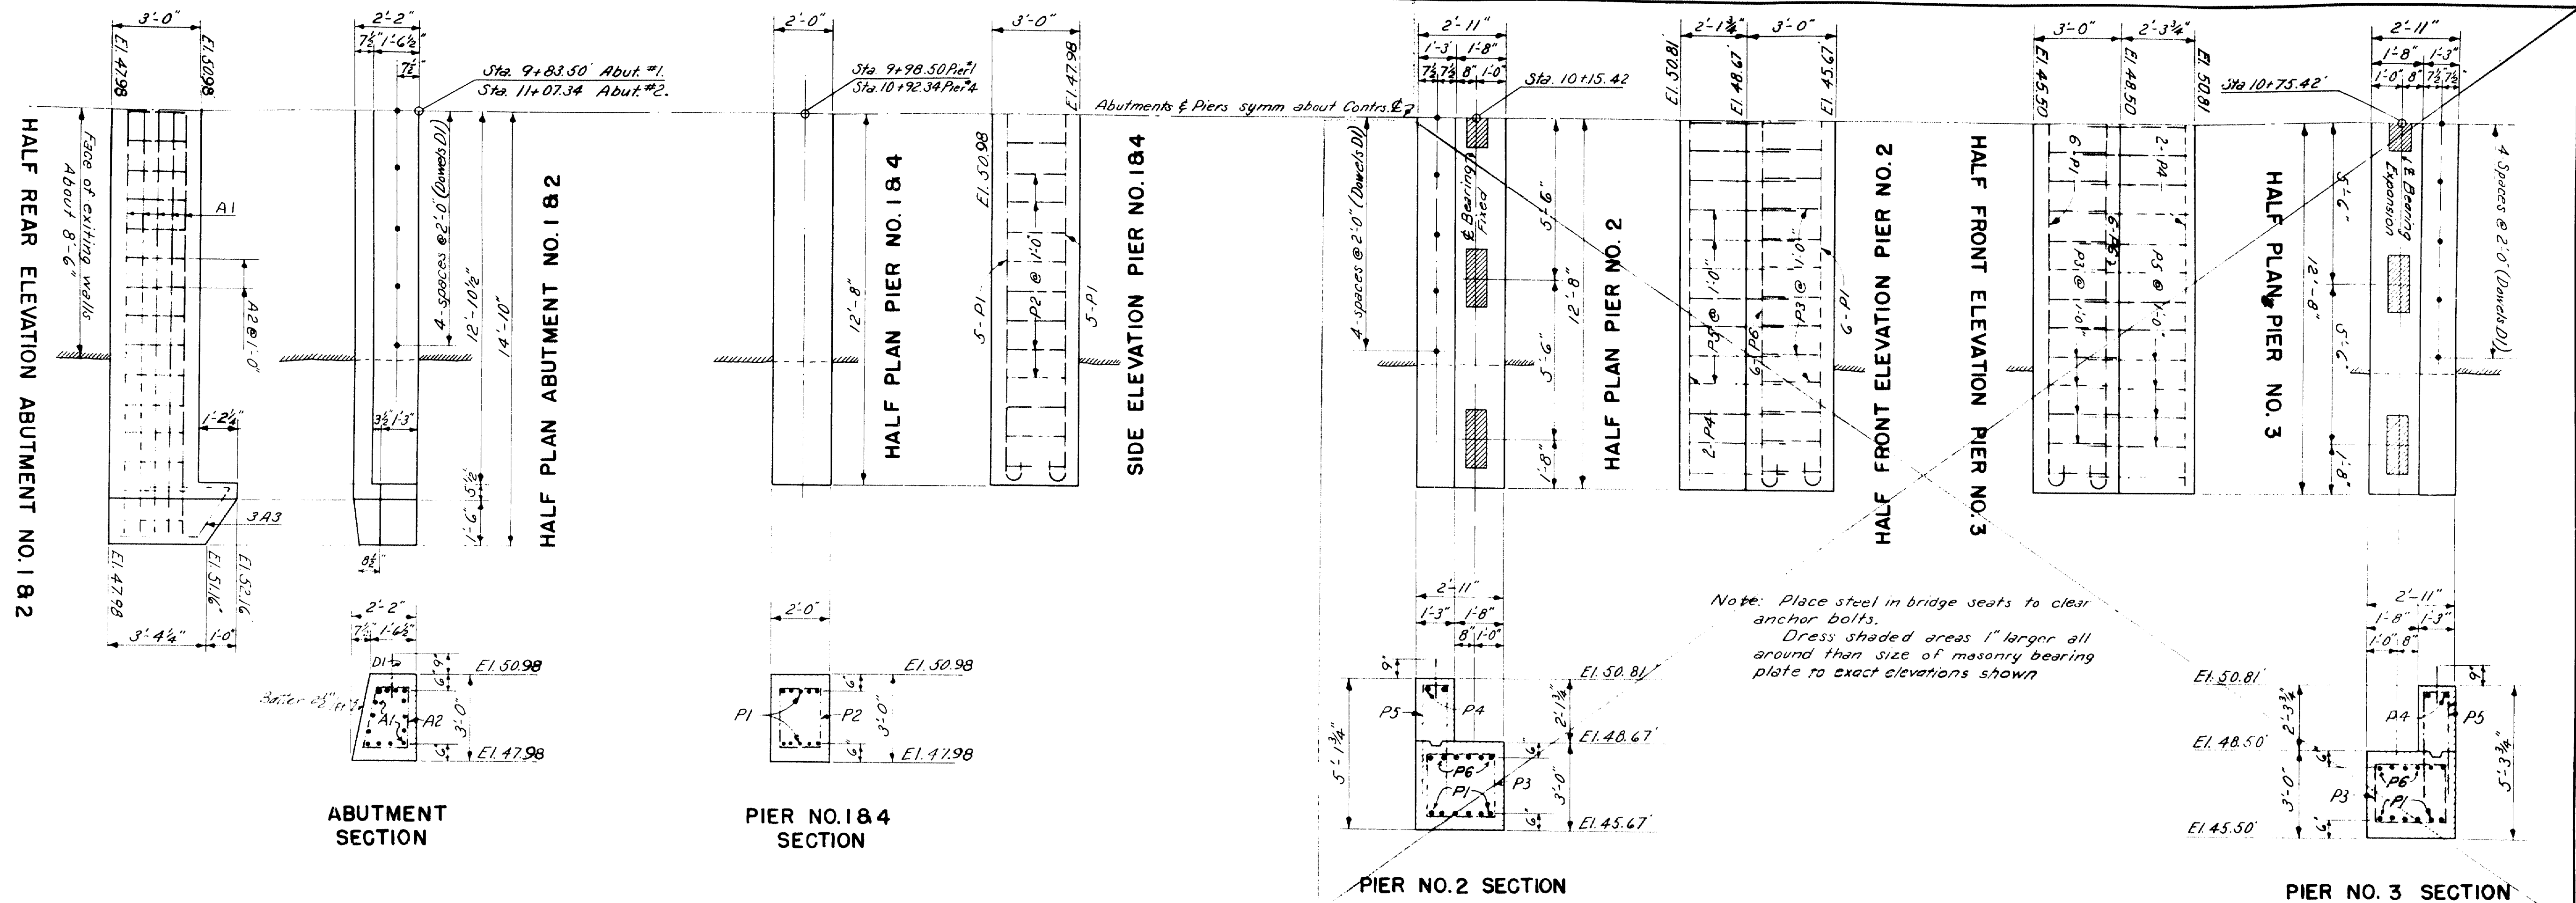 HALF REAR ELEVATION ABUTMENT NO. 1 & 2
3'-0"
El. 47.98
El. 50.98'
Face of exiting walls
About 8'-6"
A1
A2 @ 1'-0"
1'-2¼"
3 A3
El. 47.98
El. 51.16'
El. 52.16
3'-4¼"
1'-0"
2'-2"
7½"
1'-6½"
7½"
Sta. 9+83.50' Abut. #1.
Sta. 11+07.34 Abut. #2.
4-spaces @ 2'-0" (Dowels D1)
12'-10½"
14'-10"
3½"
1'-3"
5½"
1'-6"
8½"
HALF PLAN ABUTMENT NO. 1 & 2
2'-2"
7½"
1'-6½"
D1
9"
6"
El. 50.98
A1
A2
3'-0"
6"
El. 47.98
ABUTMENT
SECTION
2'-0"
Sta. 9+98.50 Pier #1
Sta. 10+92.34 Pier #4
12'-8"
HALF PLAN PIER NO. 1 & 4
2'-0"
El. 50.98
P1
P2
6"
3'-0"
6"
El. 47.98
PIER NO. 1 & 4
SECTION
3'-0"
El. 47.98
El. 50.98
P2 @ 1'-0"
5-P1
5-P1
SIDE ELEVATION PIER NO. 1 & 4
Abutments & Piers symm about Contrs. ℄
2'-11"
1'-3"
1'-8"
7½"
7½"
8"
1'-0"
Sta. 10+15.42
4-spaces @ 2'-0" (Dowels D1)
℄ Bearing
Fixed
5'-6"
5'-6"
1'-8"
12'-8"
HALF PLAN PIER NO. 2
El. 50.81'
2'-1¾"
3'-0"
El. 48.67'
El. 45.67'
P5 @ 1'-0"
P3 @ 1'-0"
6-P6
6-P1
2-P4
HALF FRONT ELEVATION PIER NO. 2
2'-11"
1'-3"
1'-8"
8"
1'-0"
9"
El. 50.81'
P4
P5
2'-1¾"
El. 48.67'
5'-1¾"
6"
P6
P3
P1
3'-0"
6"
El. 45.67'
PIER NO. 2 SECTION
Note: Place steel in bridge seats to clear
anchor bolts.
Dress shaded areas 1" larger all
around than size of masonry bearing
plate to exact elevations shown
HALF FRONT ELEVATION PIER NO. 3
3'-0"
2'-3¾"
El. 45.50
El. 48.50
El. 50.81
6-P1
2-P4
6-P6
P3 @ 1'-0"
P5 @ 1'-0"
HALF PLAN PIER NO. 3
2'-11"
1'-8"
1'-3"
1'-0"
8"
7½"
7½"
Sta 10+75.42'
℄ Bearing
Expansion
5'-6"
5'-6"
1'-8"
12'-8"
4 Spaces @ 2'-0" (Dowels D1)
2'-11"
1'-8"
1'-3"
1'-0"
8"
9"
El. 50.81'
P4
P5
2'-3¾"
El. 48.50'
6"
P6
P3
P1
3'-0"
5'-3¾"
6"
El. 45.50'
PIER NO. 3 SECTION